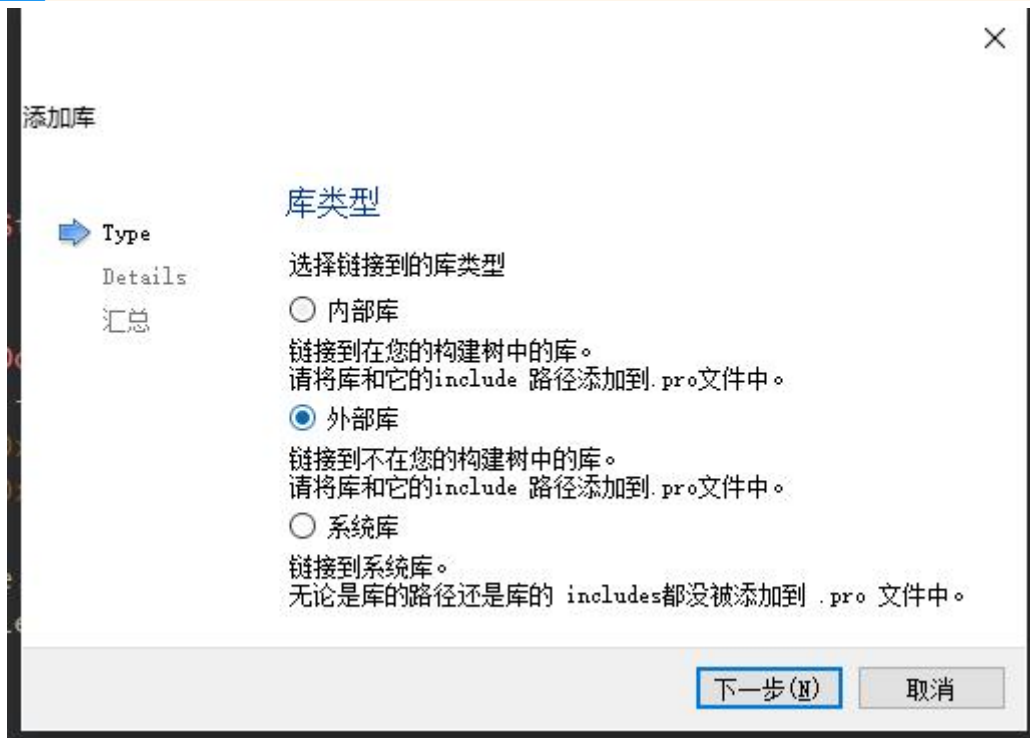 添加库
库类型
Type
选择链接到的库类型
Details
内部库
汇总
链接到在您的构建树中的库。
请将库和它的include 路径添加到.pro文件中。
外部库
链接到不在您的构建树中的库。
请将库和它的include 路径添加到.pro文件中。
系统库
链接到系统库。
无论是库的路径还是库的 includes都没被添加到 .pro 文件中。
下一步(N)
取消